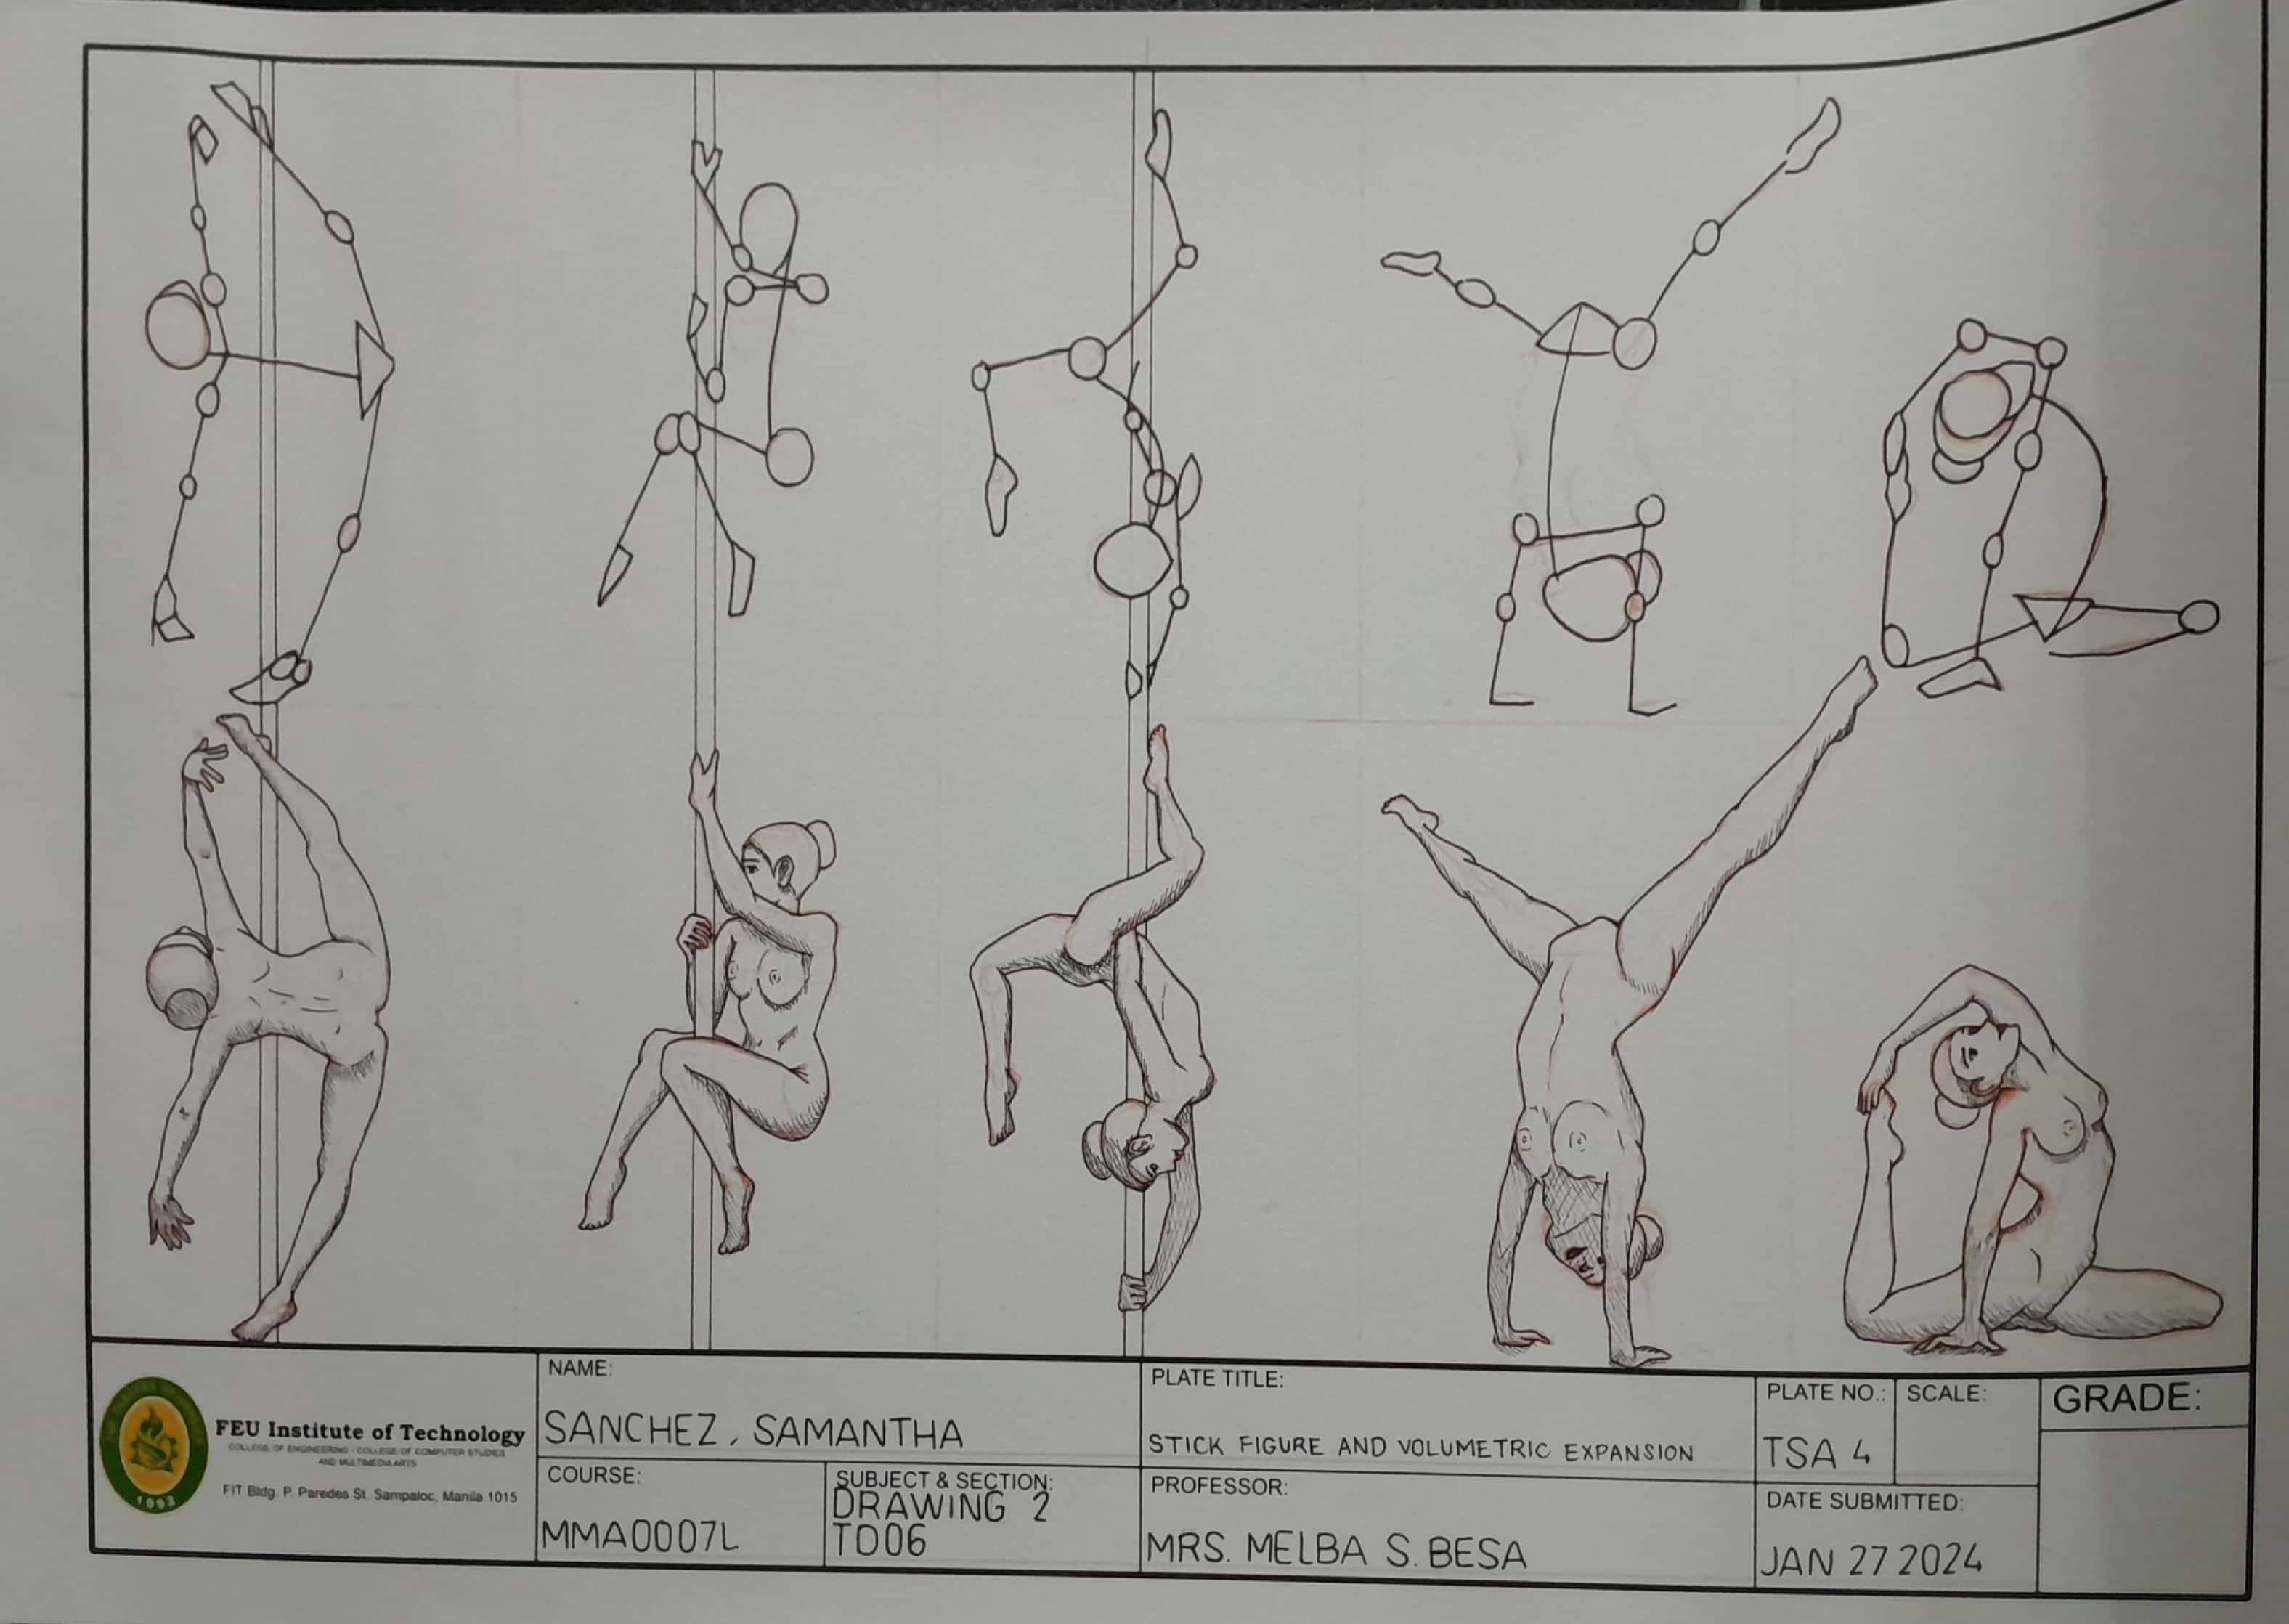 FEU Institute of Technology
COLLEGE OF ENGINEERING - COLLEGE OF COMPUTER STUDIES
AND MULTIMEDIA ARTS
FIT Bldg. P. Paredes St. Sampaloc, Manila 1015
1992
NAME:
SANCHEZ, SAMANTHA
COURSE:
MMA0007L
SUBJECT & SECTION:
DRAWING 2
TD06
PLATE TITLE:
STICK FIGURE AND VOLUMETRIC EXPANSION
PROFESSOR:
MRS. MELBA S. BESA
PLATE NO.:
TSA 4
SCALE:
DATE SUBMITTED:
JAN 27 2024
GRADE: